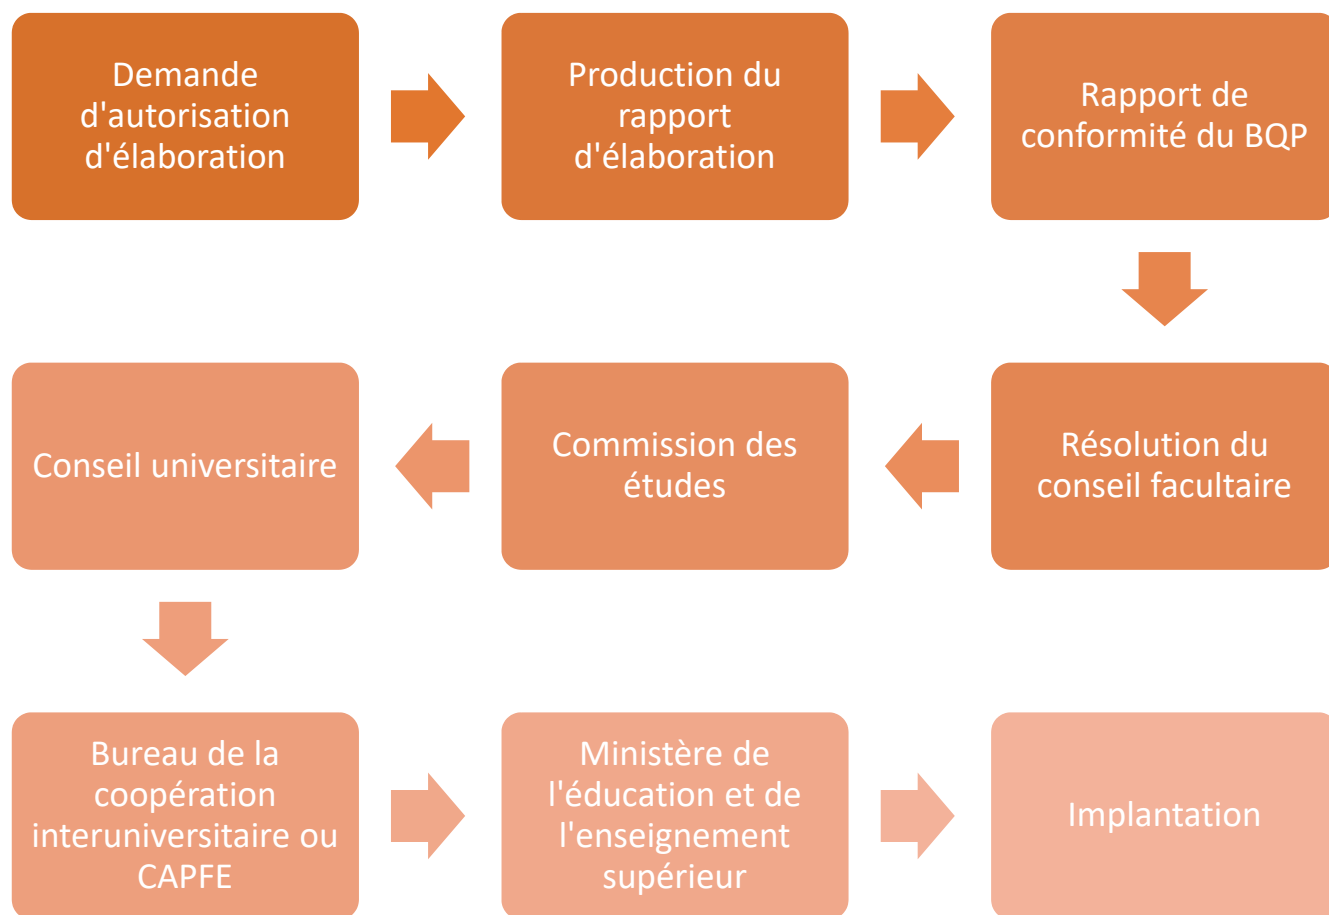 Demande
d'autorisation
d'élaboration
Production du
rapport
d'élaboration
Rapport de
conformité du BQP
Résolution du
conseil facultaire
Commission des
études
Conseil universitaire
Bureau de la
coopération
interuniversitaire ou
CAPFE
Ministère de
l'éducation et de
l'enseignement
supérieur
Implantation